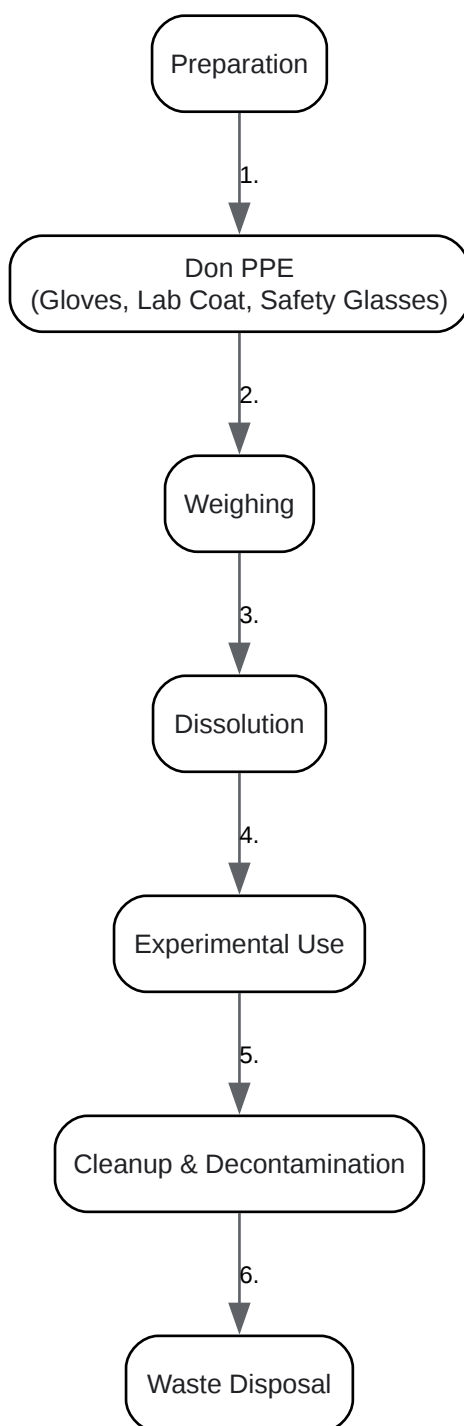 Preparation
1.
Don PPE
(Gloves, Lab Coat, Safety Glasses)
2.
Weighing
3.
Dissolution
4.
Experimental Use
5.
Cleanup & Decontamination
6.
Waste Disposal